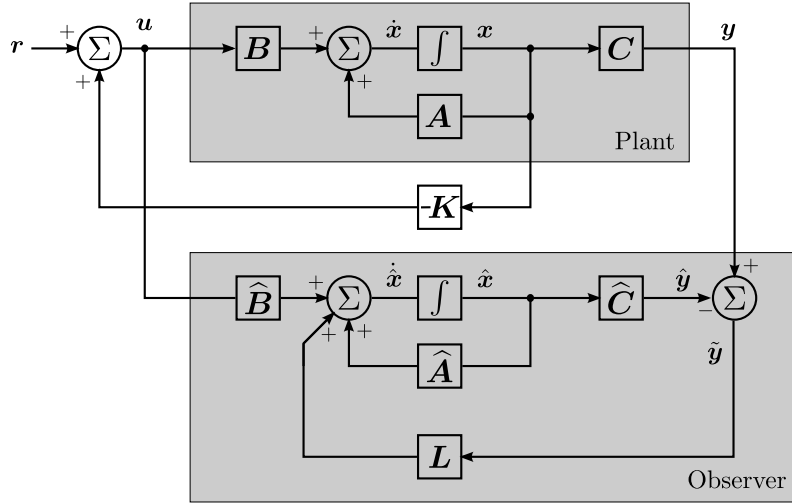 u
y
r + Σ B + Σ ẋ ∫ x C
+ +
A
Plant
-K
B̂ + Σ x̂̇ ∫ x̂ Ĉ ŷ − Σ +
+ +
Â
ỹ
L
Observer